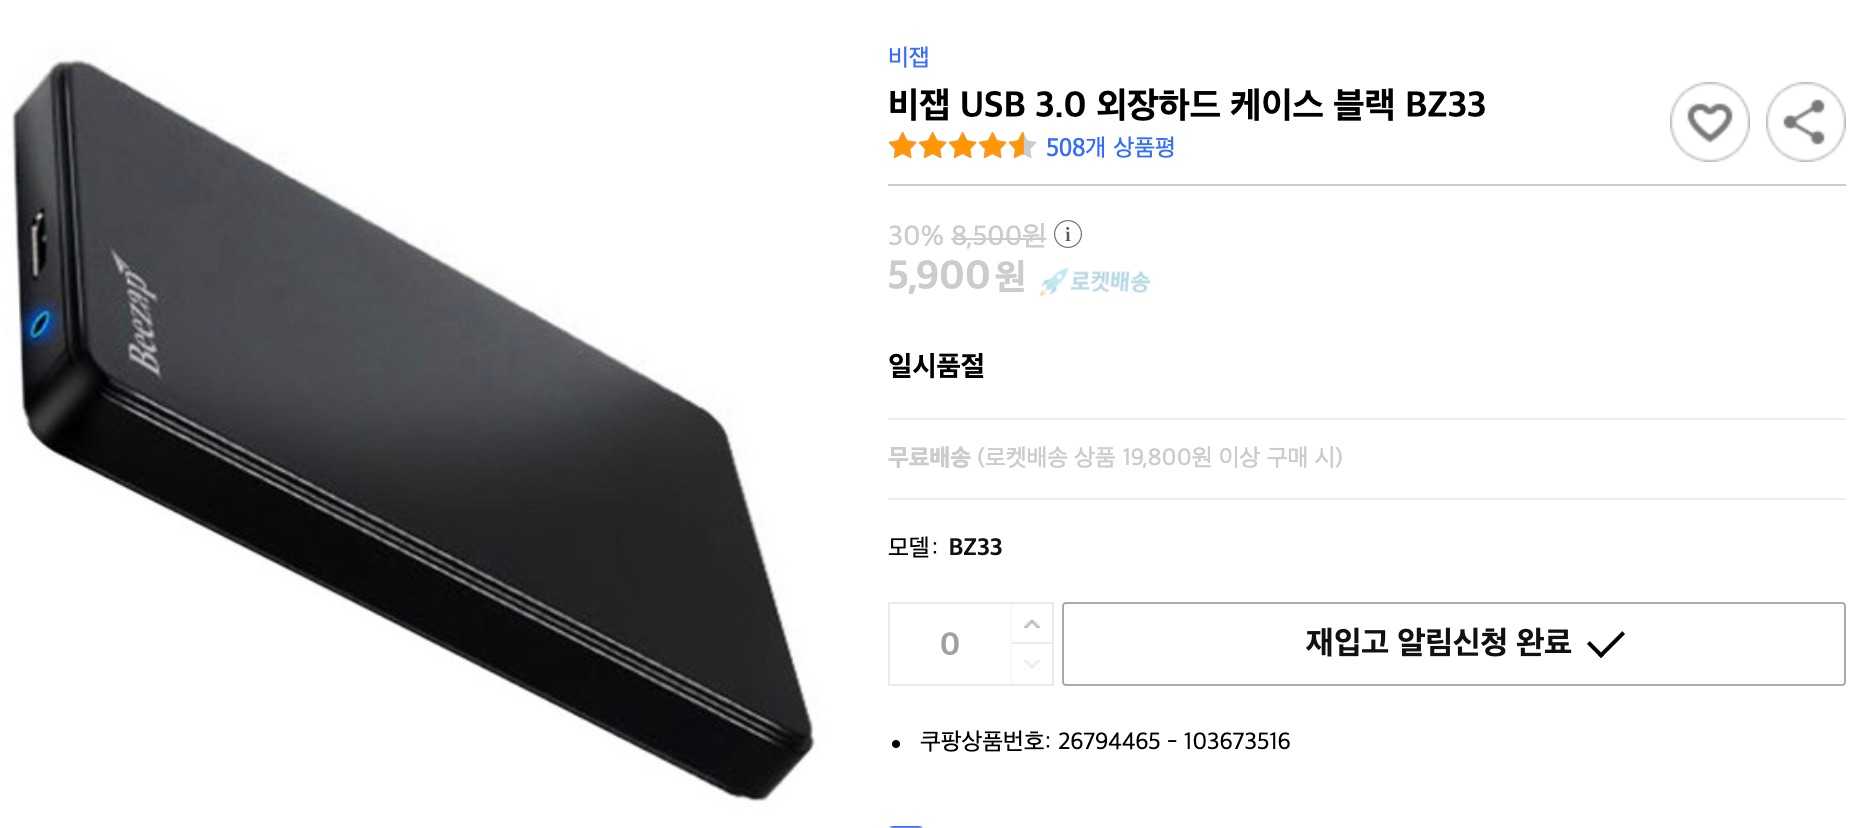 Beezap
비잽
비잽 USB 3.0 외장하드 케이스 블랙 BZ33
508개 상품평
30% 8,500원 i
5,900원 로켓배송
일시품절
무료배송 (로켓배송 상품 19,800원 이상 구매 시)
모델: BZ33
0 재입고 알림신청 완료
• 쿠팡상품번호: 26794465 - 103673516